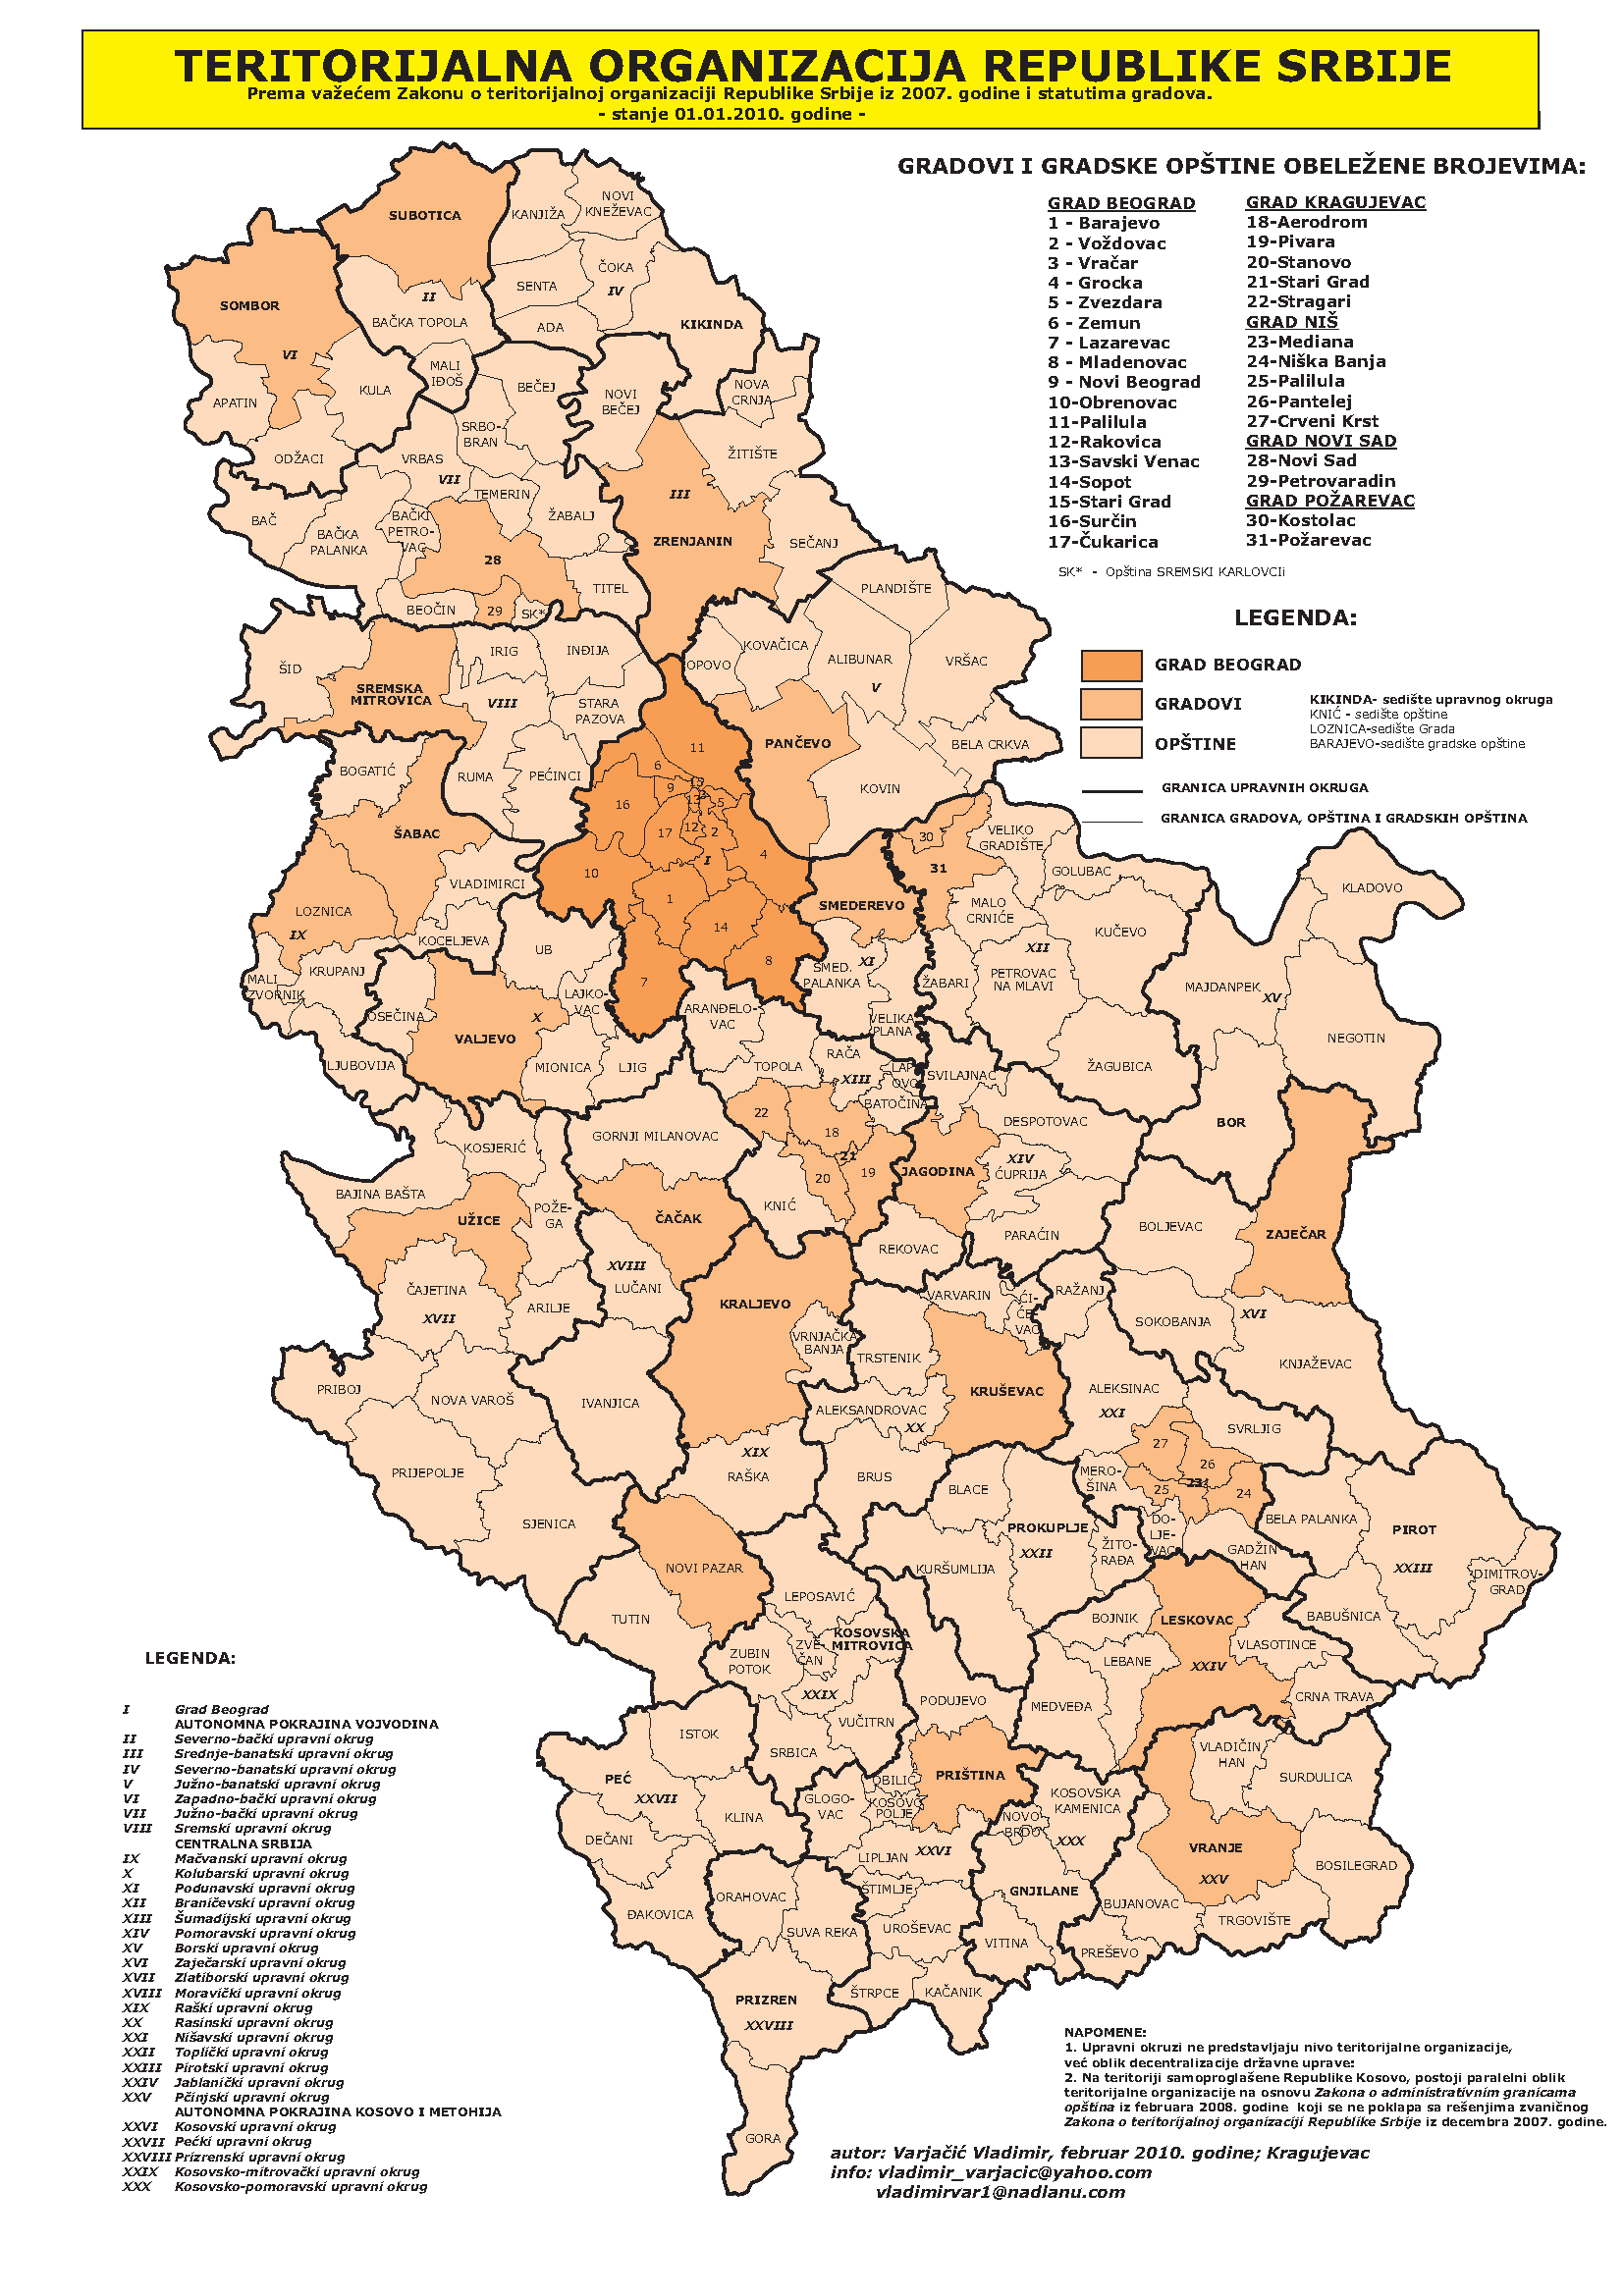 TERITORIJALNA ORGANIZACIJA REPUBLIKE SRBIJE
Prema važećem Zakonu o teritorijalnoj organizaciji Republike Srbije iz 2007. godine i statutima gradova.
- stanje 01.01.2010. godine -
GRADOVI I GRADSKE OPŠTINE OBELEŽENE BROJEVIMA:
GRAD BEOGRAD
1 - Barajevo
2 - Voždovac
3 - Vračar
4 - Grocka
5 - Zvezdara
6 - Zemun
7 - Lazarevac
8 - Mladenovac
9 - Novi Beograd
10-Obrenovac
11-Palilula
12-Rakovica
13-Savski Venac
14-Sopot
15-Stari Grad
16-Surčin
17-Čukarica
GRAD KRAGUJEVAC
18-Aerodrom
19-Pivara
20-Stanovo
21-Stari Grad
22-Stragari
GRAD NIŠ
23-Mediana
24-Niška Banja
25-Palilula
26-Pantelej
27-Crveni Krst
GRAD NOVI SAD
28-Novi Sad
29-Petrovaradin
GRAD POŽAREVAC
30-Kostolac
31-Požarevac
SK* - Opština SREMSKI KARLOVCIi
LEGENDA:
GRAD BEOGRAD
GRADOVI
OPŠTINE
KIKINDA- sedište upravnog okruga
KNIĆ - sedište opštine
LOZNICA-sedište Grada
BARAJEVO-sedište gradske opštine
GRANICA UPRAVNIH OKRUGA
GRANICA GRADOVA, OPŠTINA I GRADSKIH OPŠTINA
SUBOTICA
KANJIŽA
NOVI
KNEŽEVAC
SOMBOR
II
BAČKA TOPOLA
SENTA
ČOKA
IV
ADA
KIKINDA
VI
APATIN
KULA
MALI
IĐOŠ
BEČEJ
NOVI
BEČEJ
NOVA
CRNJA
ODŽACI
SRBO-
BRAN
VRBAS
VII
TEMERIN
ŽITIŠTE
III
BAČ
BAČKA
PALANKA
BAČKI
PETRO-
VAC
ŽABALJ
ZRENJANIN
SEČANJ
28
BEOČIN
29
SK*
TITEL
PLANDIŠTE
ŠID
SREMSKA
MITROVICA
IRIG
INĐIJA
OPOVO
KOVAČICA
ALIBUNAR
VRŠAC
V
VIII
STARA
PAZOVA
PANČEVO
BELA CRKVA
KOVIN
BOGATIĆ
RUMA
PEĆINCI
11
6
9
15
3
13
5
16
17
12
2
I
4
10
1
14
8
7
ŠABAC
VLADIMIRCI
LOZNICA
IX
KOCELJEVA
UB
KRUPANJ
MALI
ZVORNIK
OSEČINA
X
LAJKO-
VAC
VALJEVO
LJUBOVIJA
MIONICA
LJIG
SMEDEREVO
30
31
VELIKO
GRADIŠTE
GOLUBAC
KLADOVO
MALO
CRNIĆE
KUČEVO
XI
SMED.
PALANKA
XII
ŽABARI
PETROVAC
NA MLAVI
MAJDANPEK
XV
VELIKA
PLANA
NEGOTIN
ARANĐELO-
VAC
TOPOLA
RAČA
XIII
LAP-
OVO
SVILAJNAC
ŽAGUBICA
BATOČINA
22
18
21
20
19
DESPOTOVAC
BOR
GORNJI MILANOVAC
KOSJERIĆ
KNIĆ
JAGODINA
XIV
ĆUPRIJA
BAJINA BAŠTA
UŽICE
POŽE-
GA
ČAČAK
REKOVAC
PARAĆIN
BOLJEVAC
ZAJEČAR
XVIII
LUČANI
ČAJETINA
XVII
ARILJE
KRALJEVO
VARVARIN
ĆI-
ĆE-
VAC
RAŽANJ
SOKOBANJA
XVI
VRNJAČKA
BANJA
TRSTENIK
KNJAŽEVAC
PRIBOJ
NOVA VAROŠ
IVANJICA
KRUŠEVAC
ALEKSINAC
XXI
ALEKSANDROVAC
XX
SVRLJIG
PRIJEPOLJE
XIX
RAŠKA
BRUS
BLACE
MERO-
ŠINA
27
26
23
25
24
SJENICA
BELA PALANKA
PIROT
XXIII
PROKUPLJE
XXII
ŽITO-
RAĐA
DO-
LJE-
VAC
GADŽIN
HAN
DIMITROV-
GRAD
NOVI PAZAR
KURŠUMLIJA
TUTIN
LEPOSAVIĆ
BOJNIK
LESKOVAC
BABUŠNICA
VLASOTINCE
KOSOVSKA
MITROVICA
ZUBIN
POTOK
ZVE-
ČAN
LEBANE
XXIV
XXIX
CRNA TRAVA
PODUJEVO
MEDVEĐA
ISTOK
VUČITRN
SRBICA
VLADIČIN
HAN
SURDULICA
PEĆ
XXVII
OBILIĆ
PRIŠTINA
KLINA
GLOGO-
VAC
KOSOVO
POLJE
KOSOVSKA
KAMENICA
NOVO
BRDO
XXX
DEČANI
LIPLJAN
XXVI
VRANJE
XXV
BOSILEGRAD
ORAHOVAC
ŠTIMLJE
GNJILANE
BUJANOVAC
ĐAKOVICA
SUVA REKA
UROŠEVAC
VITINA
TRGOVIŠTE
PREŠEVO
PRIZREN
XXVIII
ŠTRPCE
KAČANIK
GORA
LEGENDA:
I Grad Beograd
AUTONOMNA POKRAJINA VOJVODINA
II Severno-bački upravni okrug
III Srednje-banatski upravni okrug
IV Severno-banatski upravni okrug
V Južno-banatski upravni okrug
VI Zapadno-bački upravni okrug
VII Južno-bački upravni okrug
VIII Sremski upravni okrug
CENTRALNA SRBIJA
IX Mačvanski upravni okrug
X Kolubarski upravni okrug
XI Podunavski upravni okrug
XII Braničevski upravni okrug
XIII Šumadijski upravni okrug
XIV Pomoravski upravni okrug
XV Borski upravni okrug
XVI Zaječarski upravni okrug
XVII Zlatiborski upravni okrug
XVIII Moravički upravni okrug
XIX Raški upravni okrug
XX Rasinski upravni okrug
XXI Nišavski upravni okrug
XXII Toplički upravni okrug
XXIII Pirotski upravni okrug
XXIV Jablanički upravni okrug
XXV Pčinjski upravni okrug
AUTONOMNA POKRAJINA KOSOVO I METOHIJA
XXVI Kosovski upravni okrug
XXVII Pećki upravni okrug
XXVIII Prizrenski upravni okrug
XXIX Kosovsko-mitrovački upravni okrug
XXX Kosovsko-pomoravski upravni okrug
NAPOMENE:
1. Upravni okruzi ne predstavljaju nivo teritorijalne organizacije,
već oblik decentralizacije državne uprave:
2. Na teritoriji samoproglašene Republike Kosovo, postoji paralelni oblik
teritorijalne organizacije na osnovu Zakona o administrativnim granicama
opština iz februara 2008. godine koji se ne poklapa sa rešenjima zvaničnog
Zakona o teritorijalnoj organizaciji Republike Srbije iz decembra 2007. godine.
autor: Varjačić Vladimir, februar 2010. godine; Kragujevac
info: vladimir_varjacic@yahoo.com
vladimirvar1@nadlanu.com